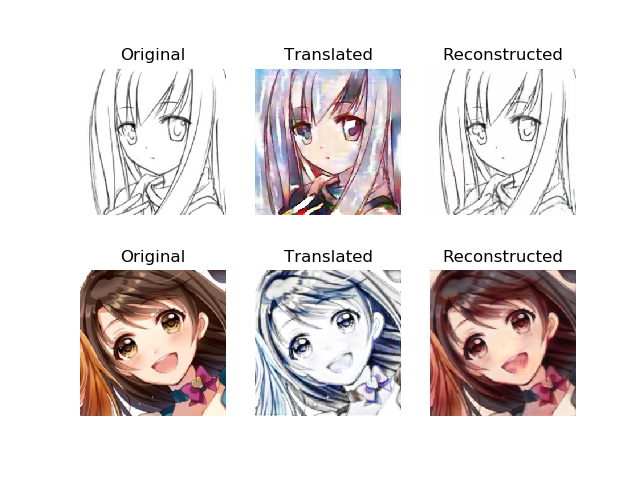 Original
Translated
Reconstructed
Original
Translated
Reconstructed